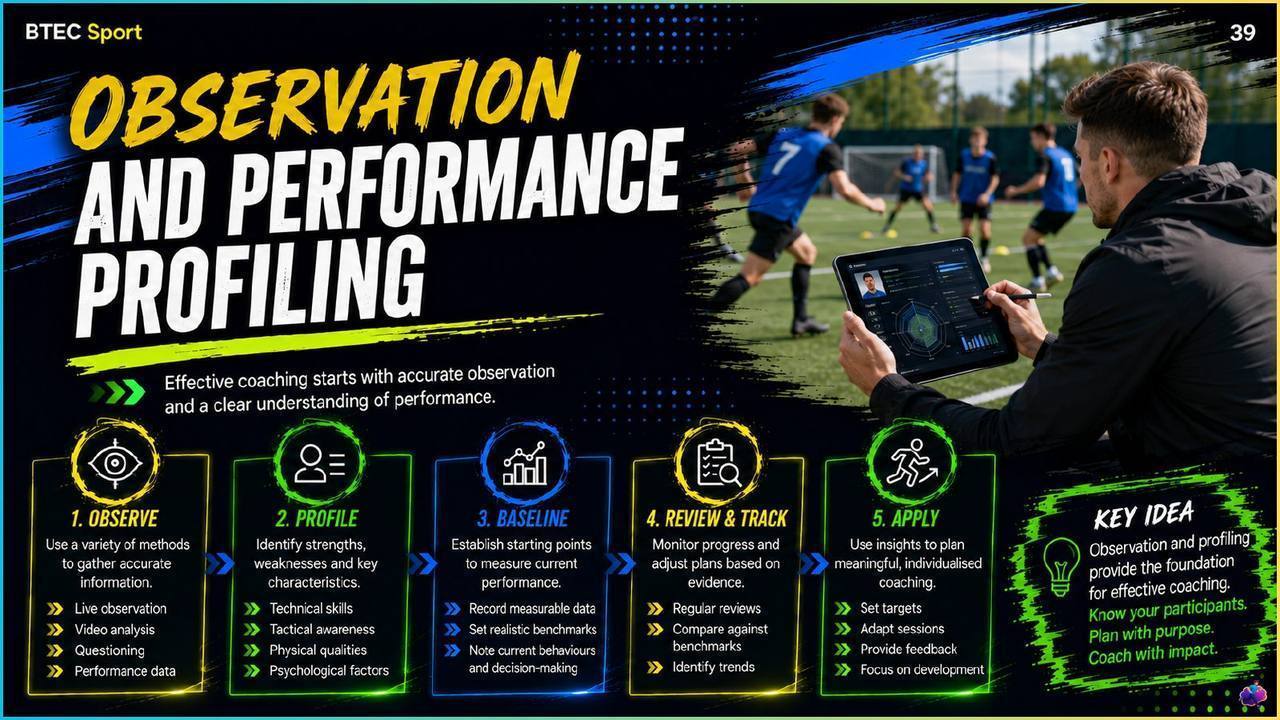 BTEC Sport
39
OBSERVATION
AND PERFORMANCE
PROFILING
Effective coaching starts with accurate observation
and a clear understanding of performance.
1. OBSERVE
Use a variety of methods
to gather accurate
information.
Live observation
Video analysis
Questioning
Performance data
2. PROFILE
Identify strengths,
weaknesses and key
characteristics.
Technical skills
Tactical awareness
Physical qualities
Psychological factors
3. BASELINE
Establish starting points
to measure current
performance.
Record measurable data
Set realistic benchmarks
Note current behaviours
and decision-making
4. REVIEW & TRACK
Monitor progress and
adjust plans based on
evidence.
Regular reviews
Compare against
benchmarks
Identify trends
5. APPLY
Use insights to plan
meaningful, individualised
coaching.
Set targets
Adapt sessions
Provide feedback
Focus on development
KEY IDEA
Observation and profiling
provide the foundation
for effective coaching.
Know your participants.
Plan with purpose.
Coach with impact.
7